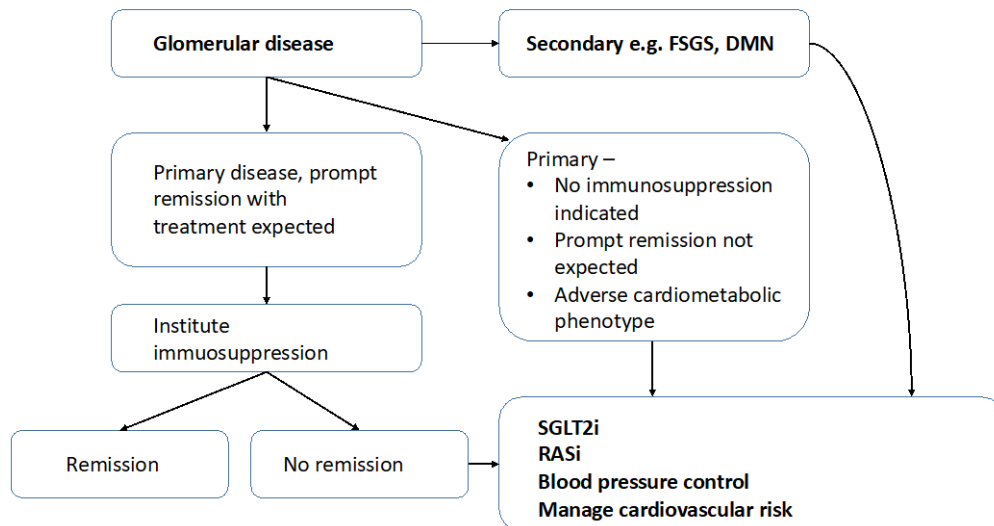 Glomerular disease
Secondary e.g. FSGS, DMN
Primary disease, prompt
remission with
treatment expected
Primary –
• No immunosuppression
indicated
• Prompt remission not
expected
• Adverse cardiometabolic
phenotype
Institute
immuosuppression
Remission
No remission
SGLT2i
RASi
Blood pressure control
Manage cardiovascular risk